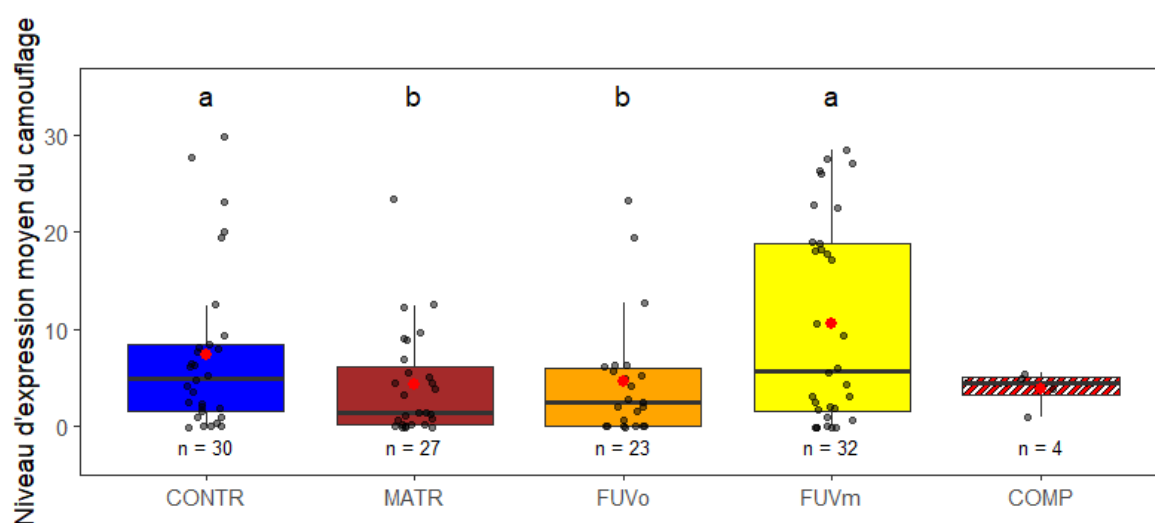 Niveau d'expression moyen du camouflage
a b b a
30
20
10
0
n = 30 n = 27 n = 23 n = 32 n = 4
CONTR MATR FUVo FUVm COMP